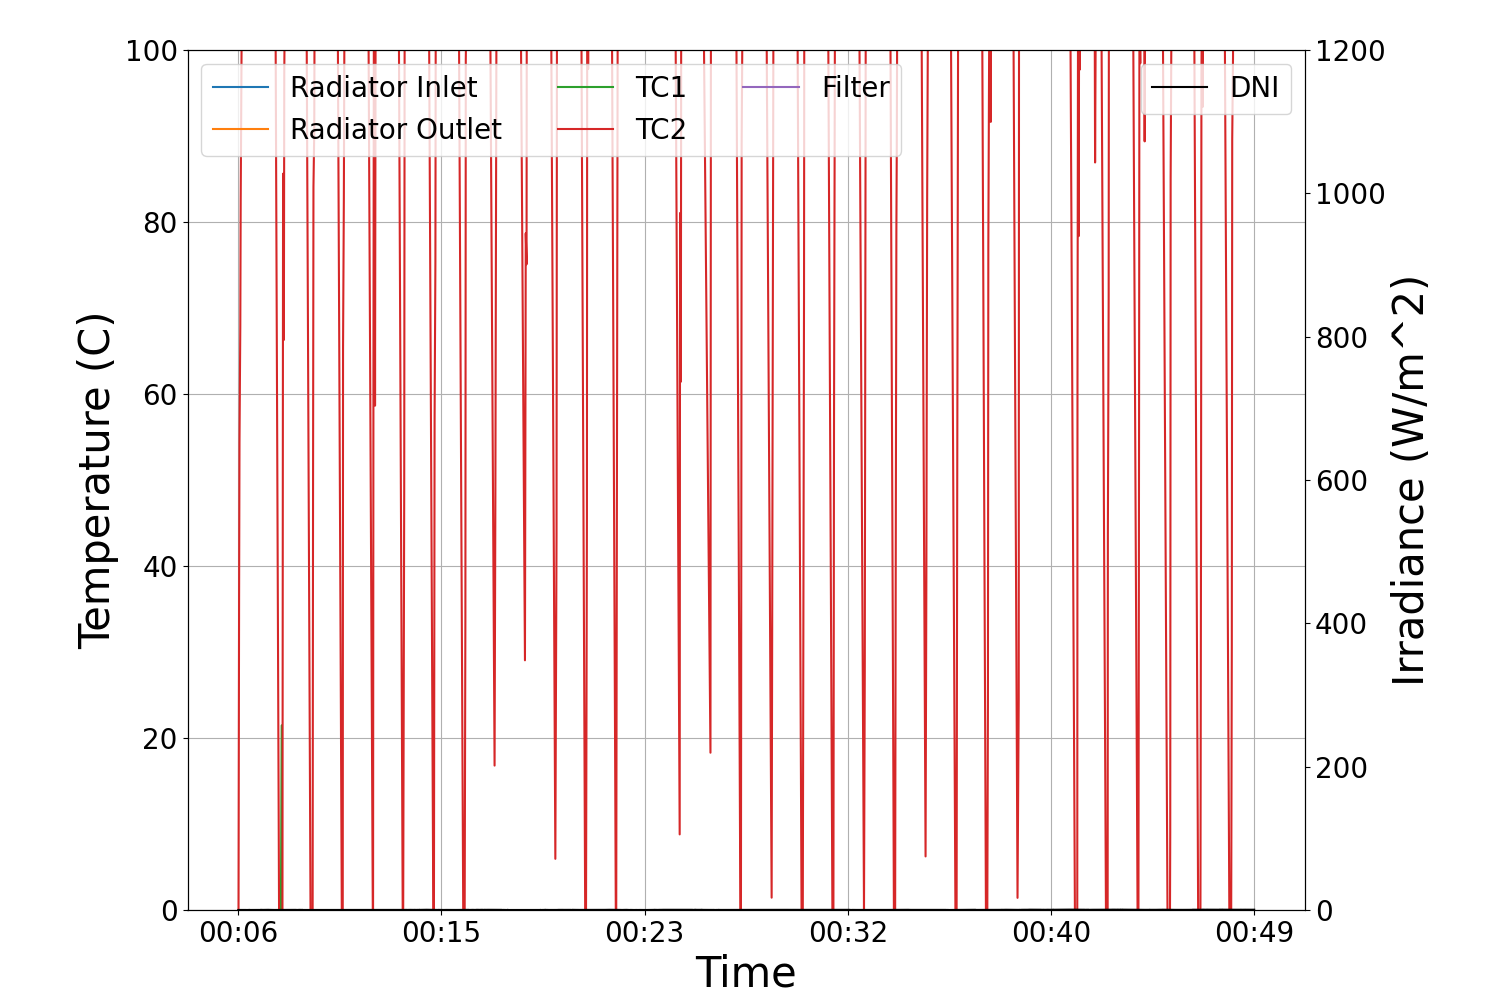 100
80
60
40
20
0
Temperature (C)
Radiator Inlet
Radiator Outlet
TC1
TC2
Filter
DNI
1200
1000
800
600
400
200
0
Irradiance (W/m^2)
00:06 00:15 00:23 00:32 00:40 00:49
Time